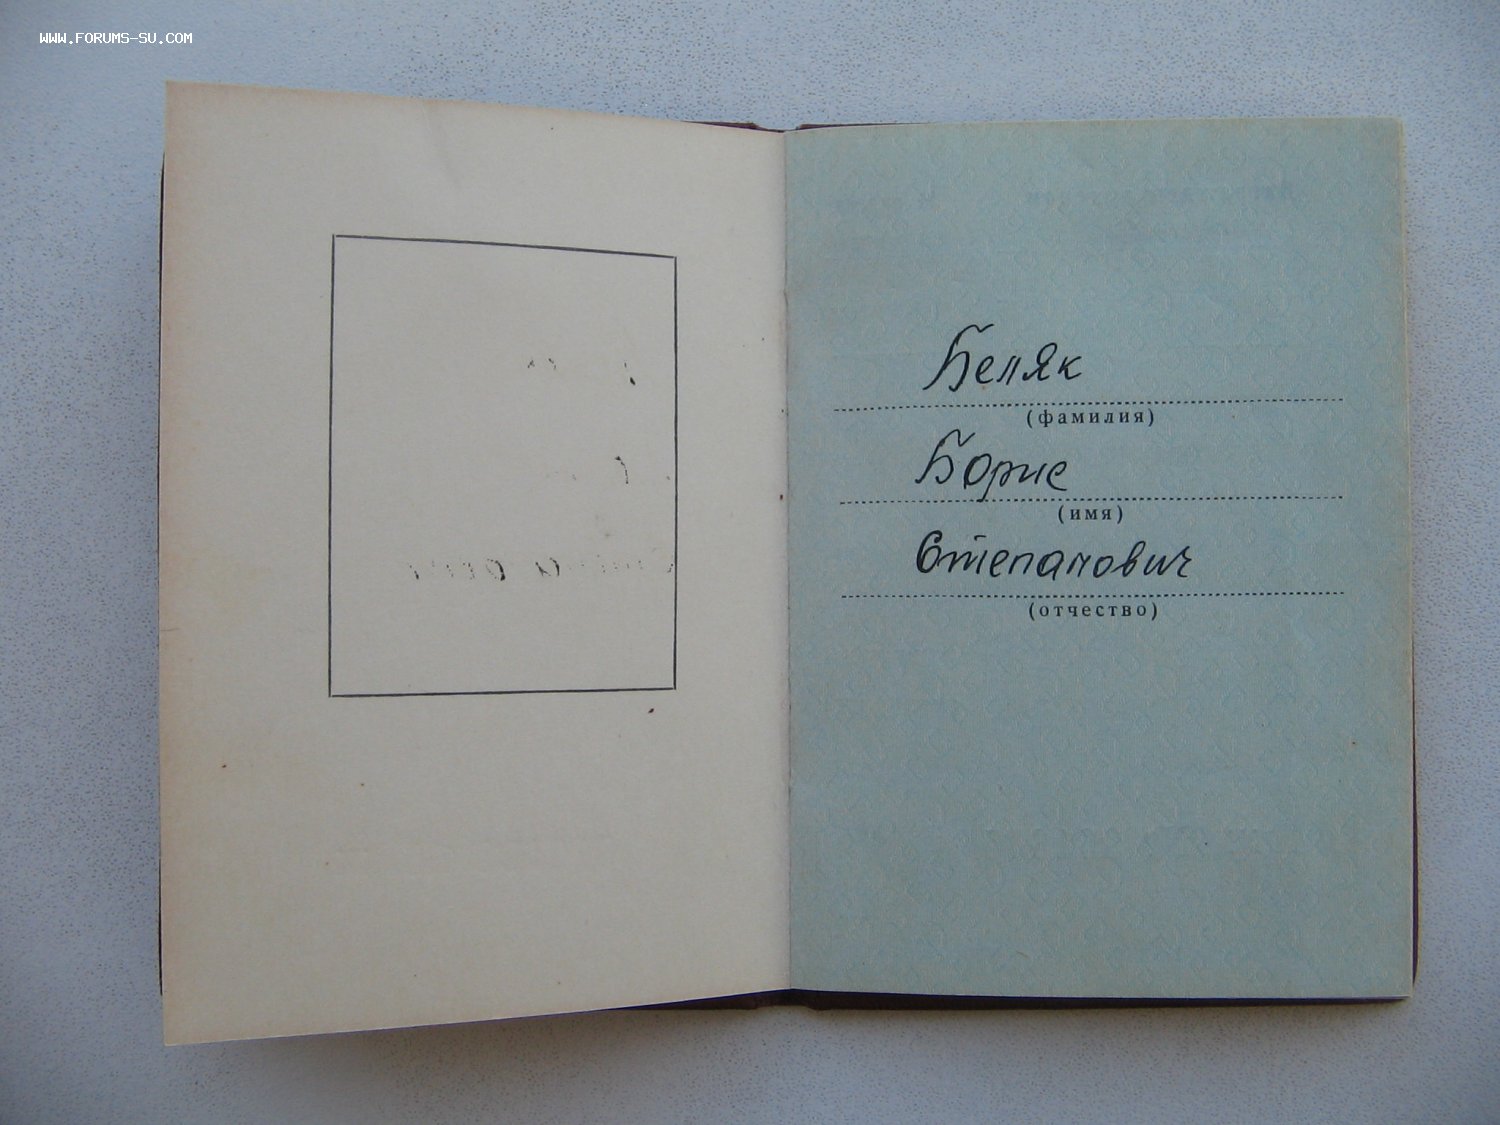 WWW.FORUMS-SU.COM
Беляк
(фамилия)
Борис
(имя)
Степанович
(отчество)